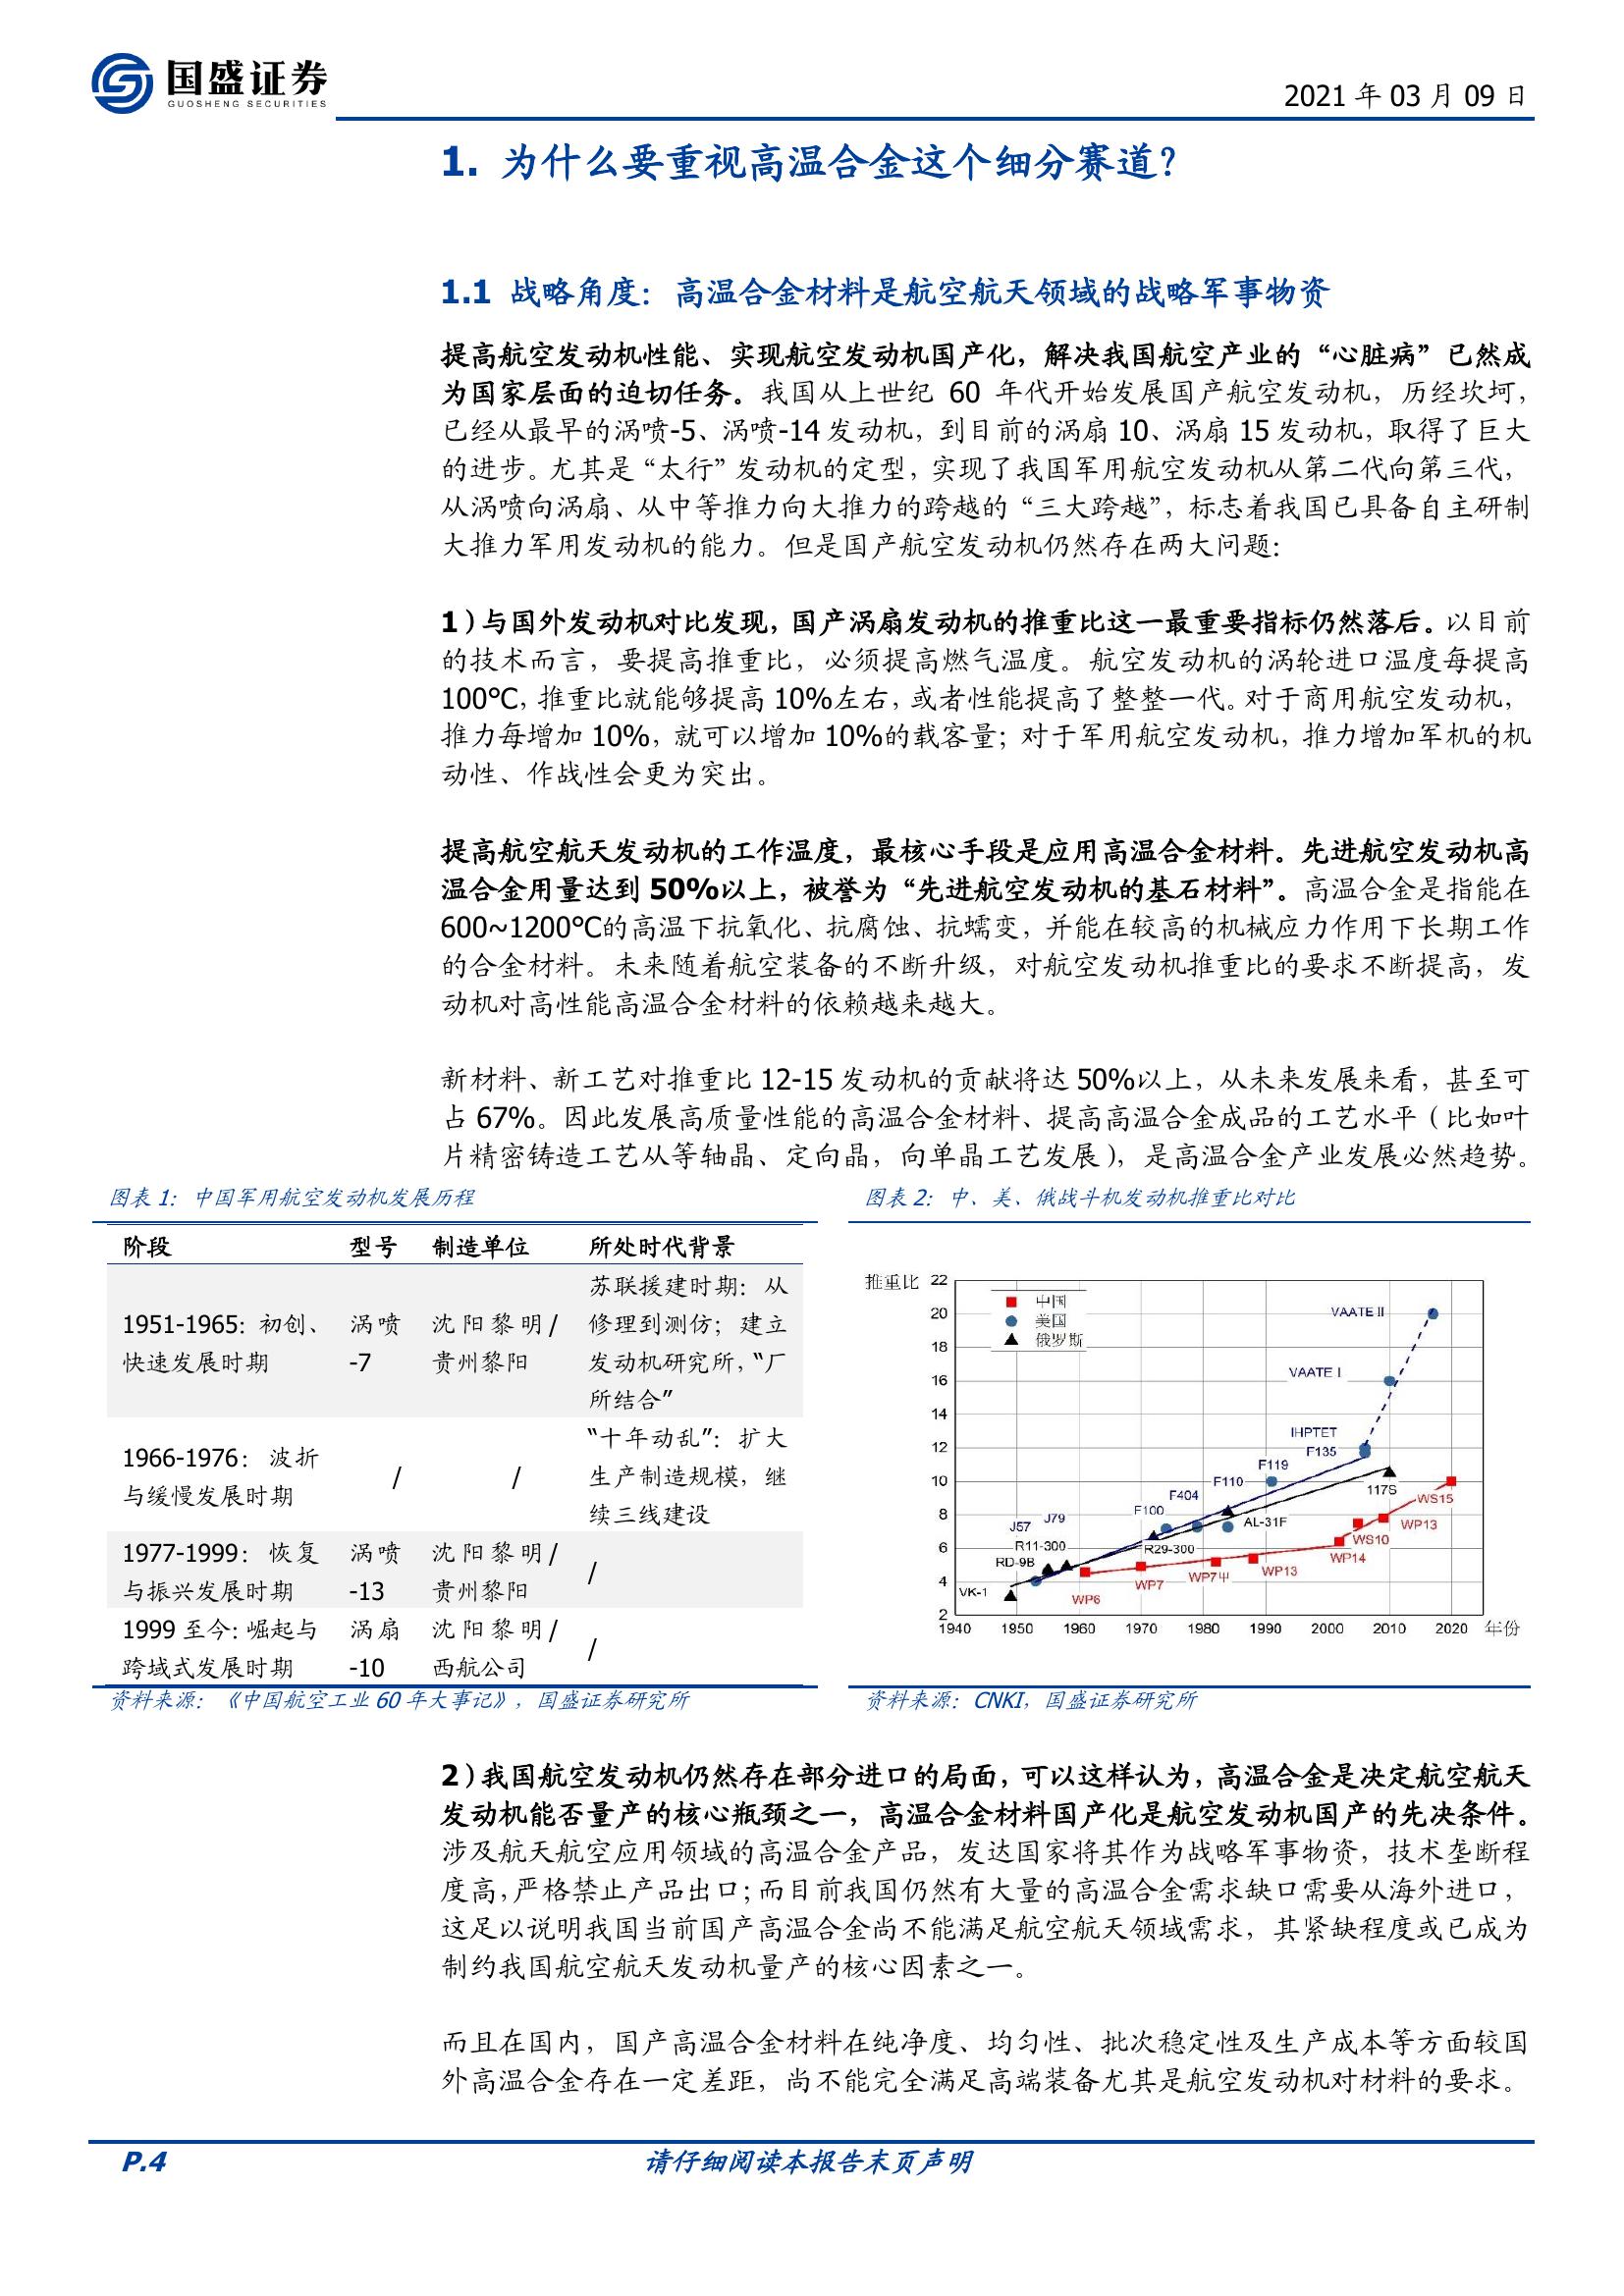 国盛证券
GUOSHENG SECURITIES
2021 年 03 月 09 日
1. 为什么要重视高温合金这个细分赛道？
1.1 战略角度：高温合金材料是航空航天领域的战略军事物资
提高航空发动机性能、实现航空发动机国产化，解决我国航空产业的“心脏病”已然成
为国家层面的迫切任务。我国从上世纪 60 年代开始发展国产航空发动机，历经坎坷，
已经从最早的涡喷-5、涡喷-14 发动机，到目前的涡扇 10、涡扇 15 发动机，取得了巨大
的进步。尤其是“太行”发动机的定型，实现了我国军用航空发动机从第二代向第三代，
从涡喷向涡扇、从中等推力向大推力的跨越的“三大跨越”，标志着我国已具备自主研制
大推力军用发动机的能力。但是国产航空发动机仍然存在两大问题：
1）与国外发动机对比发现，国产涡扇发动机的推重比这一最重要指标仍然落后。以目前
的技术而言，要提高推重比，必须提高燃气温度。航空发动机的涡轮进口温度每提高
100℃，推重比就能够提高 10%左右，或者性能提高了整整一代。对于商用航空发动机，
推力每增加 10%，就可以增加 10%的载客量；对于军用航空发动机，推力增加军机的机
动性、作战性会更为突出。
提高航空航天发动机的工作温度，最核心手段是应用高温合金材料。先进航空发动机高
温合金用量达到 50%以上，被誉为“先进航空发动机的基石材料”。高温合金是指能在
600~1200℃的高温下抗氧化、抗腐蚀、抗蠕变，并能在较高的机械应力作用下长期工作
的合金材料。未来随着航空装备的不断升级，对航空发动机推重比的要求不断提高，发
动机对高性能高温合金材料的依赖越来越大。
新材料、新工艺对推重比 12-15 发动机的贡献将达 50%以上，从未来发展来看，甚至可
占 67%。因此发展高质量性能的高温合金材料、提高高温合金成品的工艺水平（比如叶
片精密铸造工艺从等轴晶、定向晶，向单晶工艺发展），是高温合金产业发展必然趋势。
图表 1：中国军用航空发动机发展历程
阶段 型号 制造单位 所处时代背景
1951-1965：初创、快速发展时期 涡喷-7 沈阳黎明/贵州黎阳 苏联援建时期：从修理到测仿；建立发动机研究所，“厂所结合”
1966-1976：波折与缓慢发展时期 / / “十年动乱”：扩大生产制造规模，继续三线建设
1977-1999：恢复与振兴发展时期 涡喷-13 沈阳黎明/贵州黎阳 /
1999 至今：崛起与跨域式发展时期 涡扇-10 沈阳黎明/西航公司 /
资料来源：《中国航空工业 60 年大事记》，国盛证券研究所
图表 2：中、美、俄战斗机发动机推重比对比
推重比
22
20
18
16
14
12
10
8
6
4
2
中国
美国
俄罗斯
VAATE II
VAATE I
IHPTET
F135
F119
F110
F404
F100
J79
J57
R11-300
RD-9B
VK-1
R29-300
AL-31F
117S
WS15
WP13
WS10
WP14
WP13
WP7Ψ
WP7
WP6
1940 1950 1960 1970 1980 1990 2000 2010 2020 年份
资料来源：CNKI，国盛证券研究所
2）我国航空发动机仍然存在部分进口的局面，可以这样认为，高温合金是决定航空航天
发动机能否量产的核心瓶颈之一，高温合金材料国产化是航空发动机国产的先决条件。
涉及航天航空应用领域的高温合金产品，发达国家将其作为战略军事物资，技术垄断程
度高，严格禁止产品出口；而目前我国仍然有大量的高温合金需求缺口需要从海外进口，
这足以说明我国当前国产高温合金尚不能满足航空航天领域需求，其紧缺程度或已成为
制约我国航空航天发动机量产的核心因素之一。
而且在国内，国产高温合金材料在纯净度、均匀性、批次稳定性及生产成本等方面较国
外高温合金存在一定差距，尚不能完全满足高端装备尤其是航空发动机对材料的要求。
P.4
请仔细阅读本报告末页声明